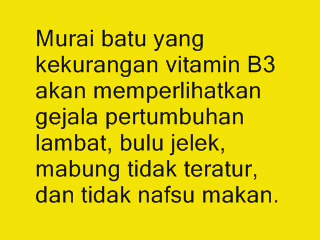 Murai batu yang
kekurangan vitamin B3
akan memperlihatkan
gejala pertumbuhan
lambat, bulu jelek,
mabung tidak teratur,
dan tidak nafsu makan.